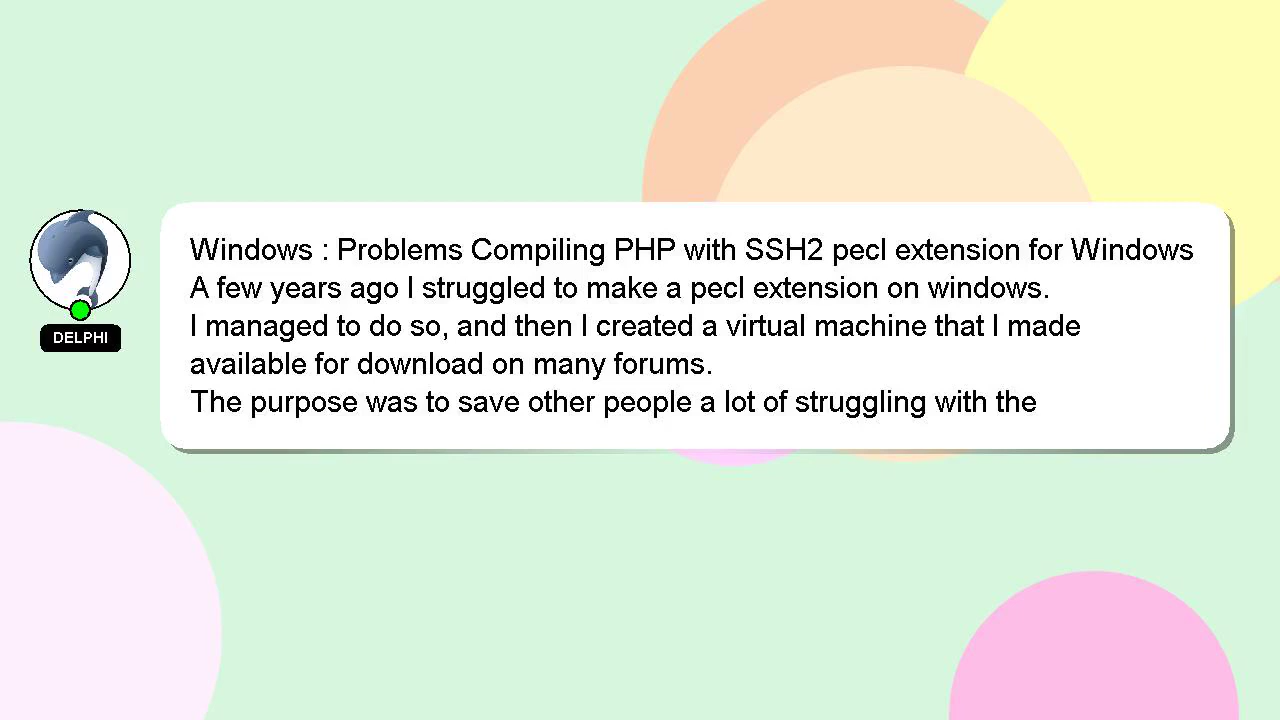 Windows : Problems Compiling PHP with SSH2 pecl extension for Windows
A few years ago I struggled to make a pecl extension on windows.
I managed to do so, and then I created a virtual machine that I made
available for download on many forums.
The purpose was to save other people a lot of struggling with the
DELPHI